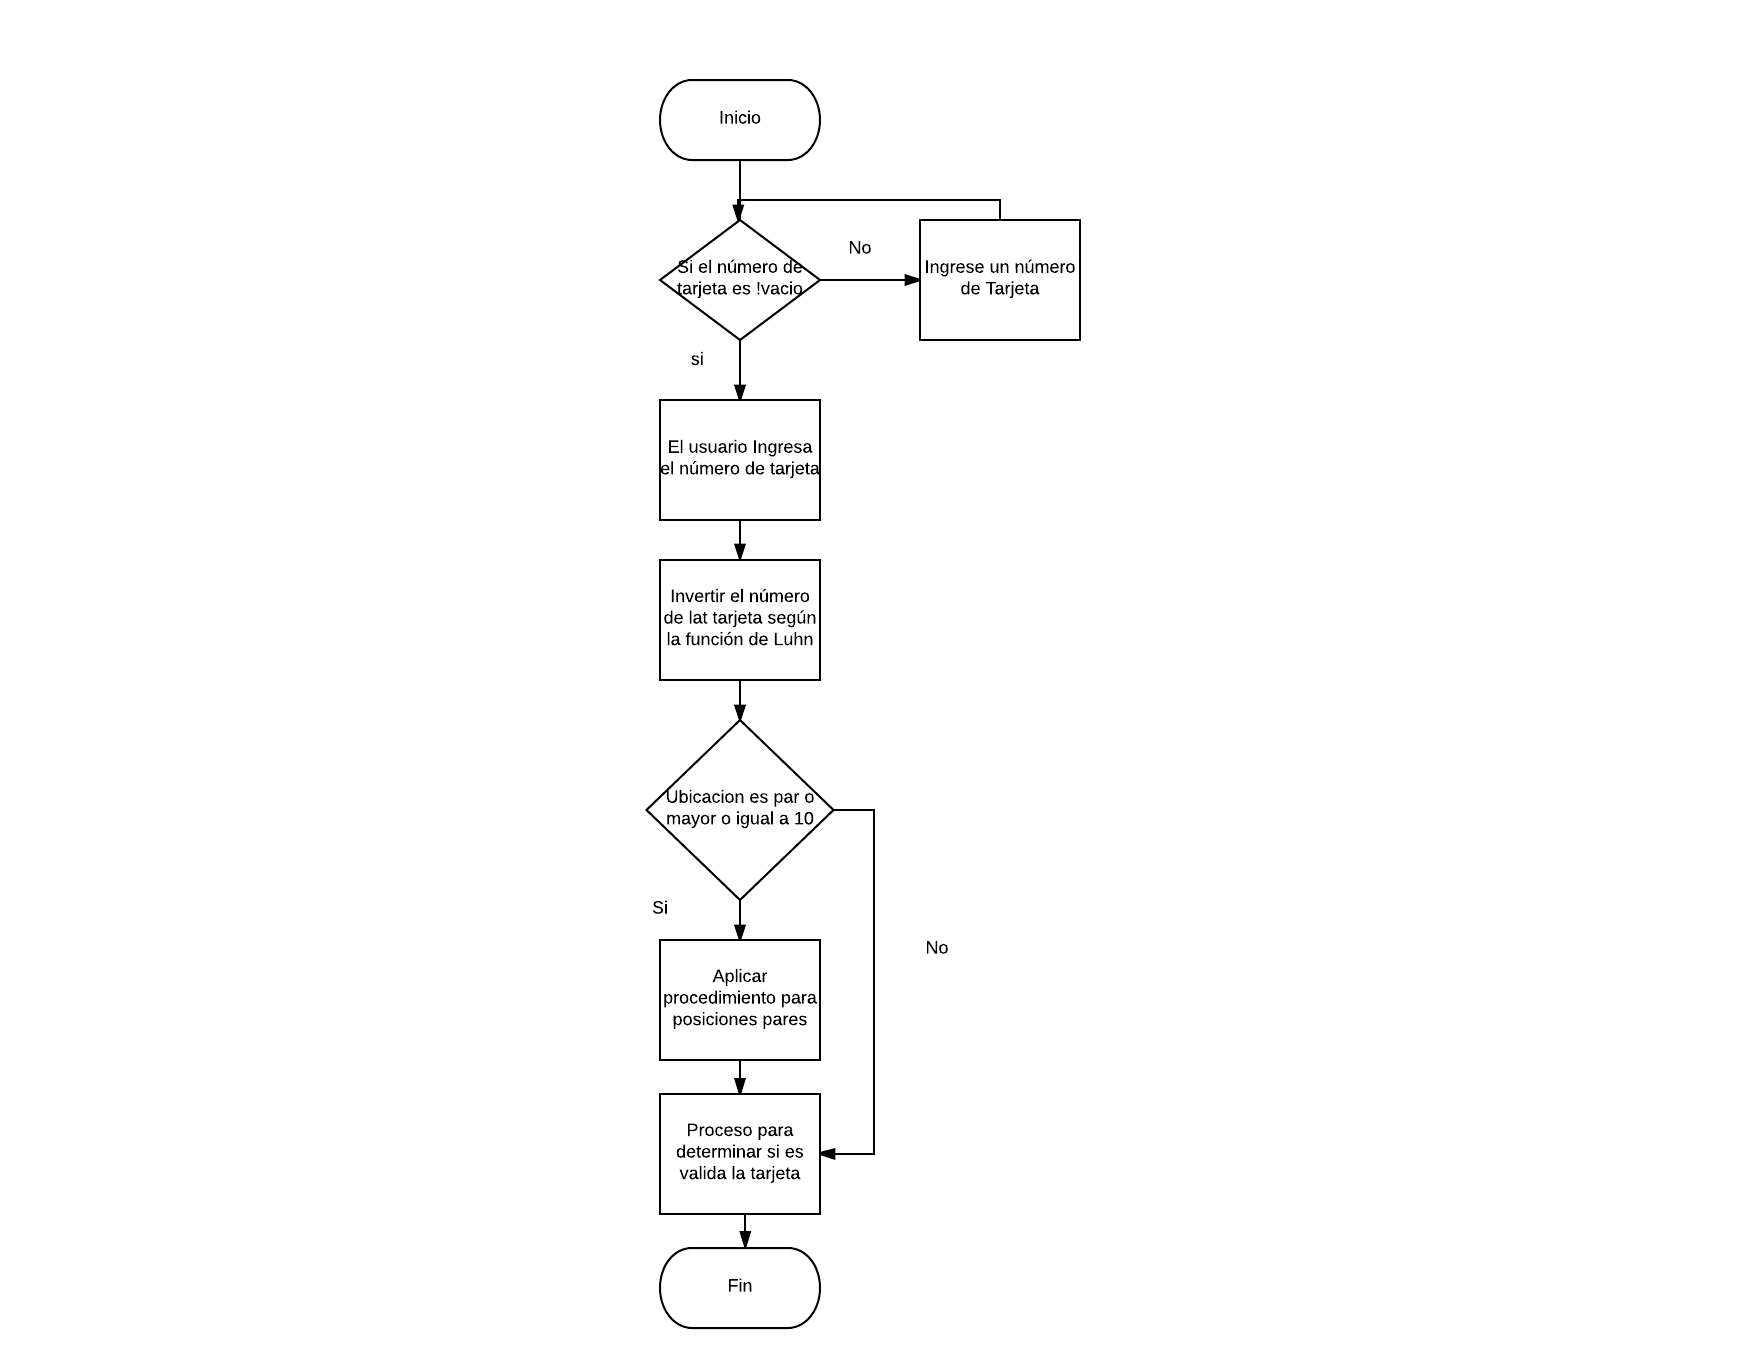 Inicio
No
Si el número de
tarjeta es !vacio
Ingrese un número
de Tarjeta
si
El usuario Ingresa
el número de tarjeta
Invertir el número
de lat tarjeta según
la función de Luhn
Ubicacion es par o
mayor o igual a 10
Si
No
Aplicar
procedimiento para
posiciones pares
Proceso para
determinar si es
valida la tarjeta
Fin